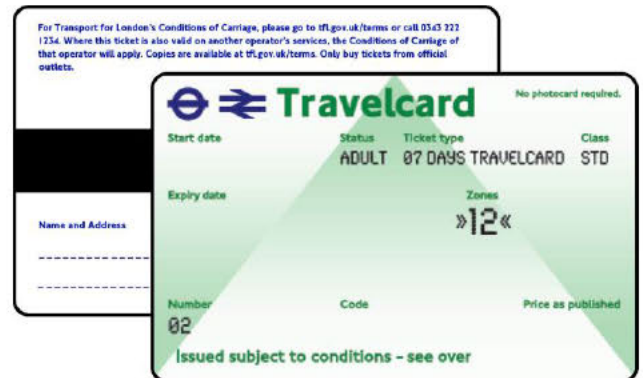 For Transport for London's Conditions of Carriage, please go to tfl.gov.uk/terms or call 0343 222
1234. Where this ticket is also valid on another operator's services, the Conditions of Carriage of
that operator will apply. Copies are available at tfl.gov.uk/terms. Only buy tickets from official
outlets.
Travelcard
No photocard required.
Start date Status Ticket type Class
ADULT 07 DAYS TRAVELCARD STD
Expiry date Zones
»12«
Name and Address
Number Code Price as published
02
Issued subject to conditions - see over